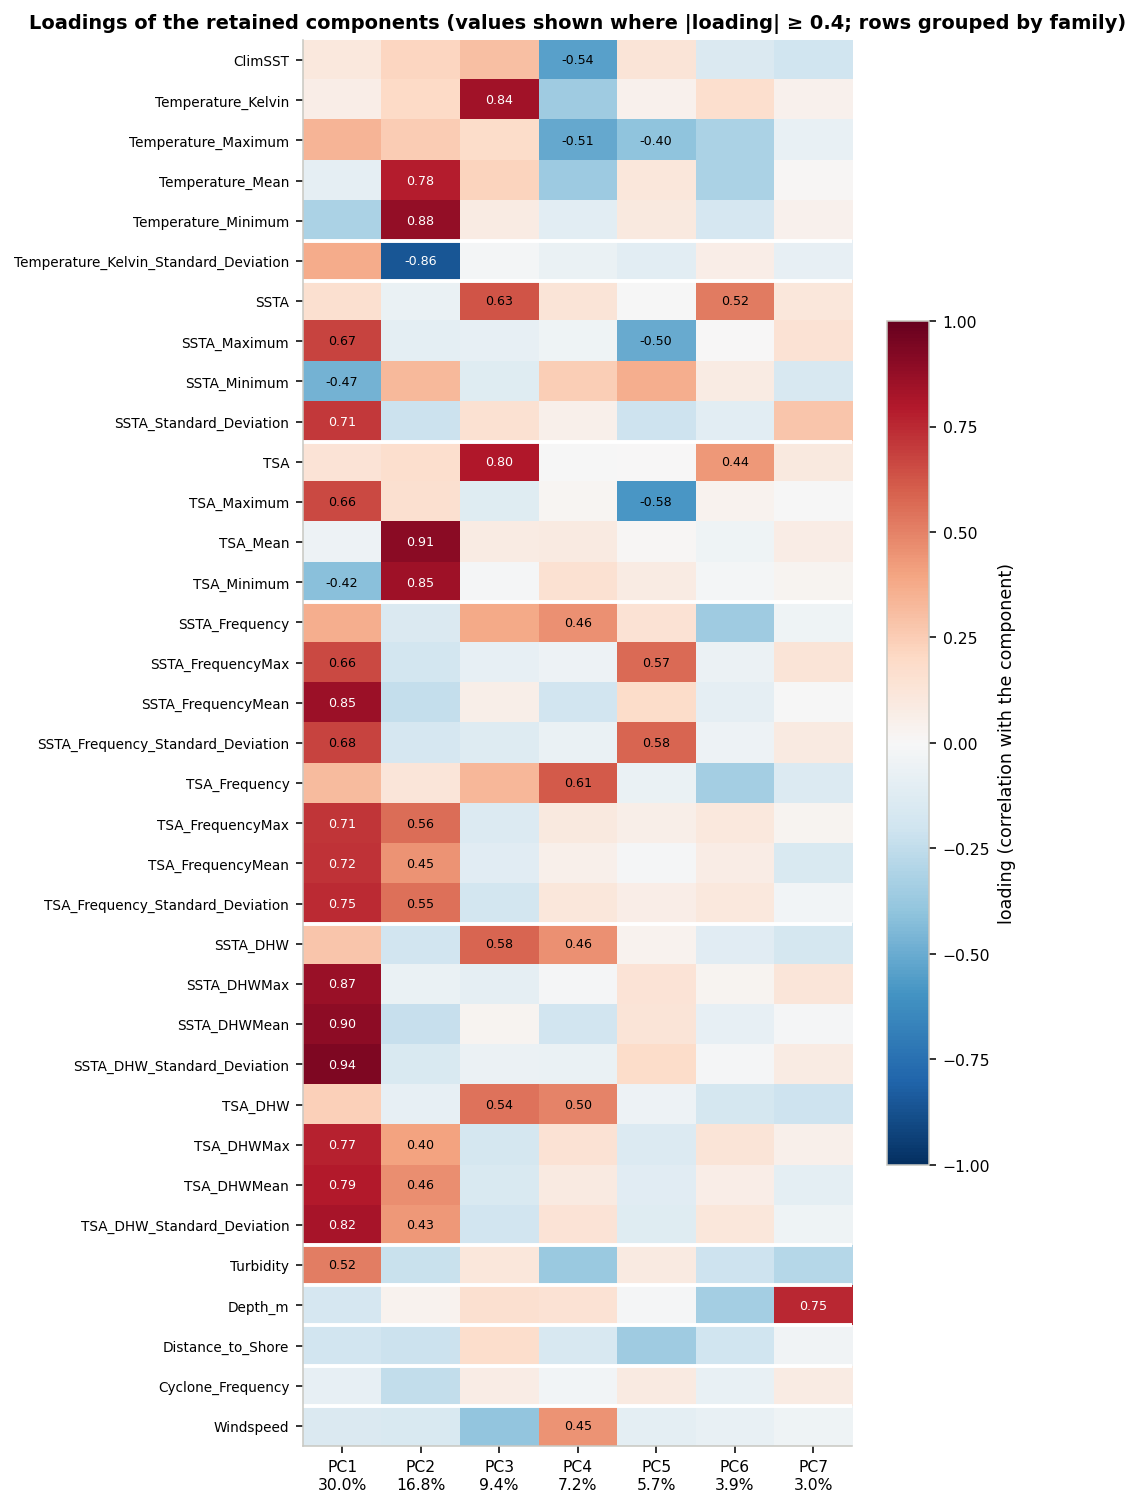 Loadings of the retained components (values shown where |loading| ≥ 0.4; rows grouped by family)
ClimSST -0.54
Temperature_Kelvin 0.84
Temperature_Maximum -0.51 -0.40
Temperature_Mean 0.78
Temperature_Minimum 0.88
Temperature_Kelvin_Standard_Deviation -0.86
SSTA 0.63 0.52
SSTA_Maximum 0.67 -0.50
SSTA_Minimum -0.47
SSTA_Standard_Deviation 0.71
TSA 0.80 0.44
TSA_Maximum 0.66 -0.58
TSA_Mean 0.91
TSA_Minimum -0.42 0.85
SSTA_Frequency 0.46
SSTA_FrequencyMax 0.66 0.57
SSTA_FrequencyMean 0.85
SSTA_Frequency_Standard_Deviation 0.68 0.58
TSA_Frequency 0.61
TSA_FrequencyMax 0.71 0.56
TSA_FrequencyMean 0.72 0.45
TSA_Frequency_Standard_Deviation 0.75 0.55
SSTA_DHW 0.58 0.46
SSTA_DHWMax 0.87
SSTA_DHWMean 0.90
SSTA_DHW_Standard_Deviation 0.94
TSA_DHW 0.54 0.50
TSA_DHWMax 0.77 0.40
TSA_DHWMean 0.79 0.46
TSA_DHW_Standard_Deviation 0.82 0.43
Turbidity 0.52
Depth_m 0.75
Distance_to_Shore
Cyclone_Frequency
Windspeed 0.45
PC1 PC2 PC3 PC4 PC5 PC6 PC7
30.0% 16.8% 9.4% 7.2% 5.7% 3.9% 3.0%
1.00
0.75
0.50
0.25
0.00
−0.25
−0.50
−0.75
−1.00
loading (correlation with the component)